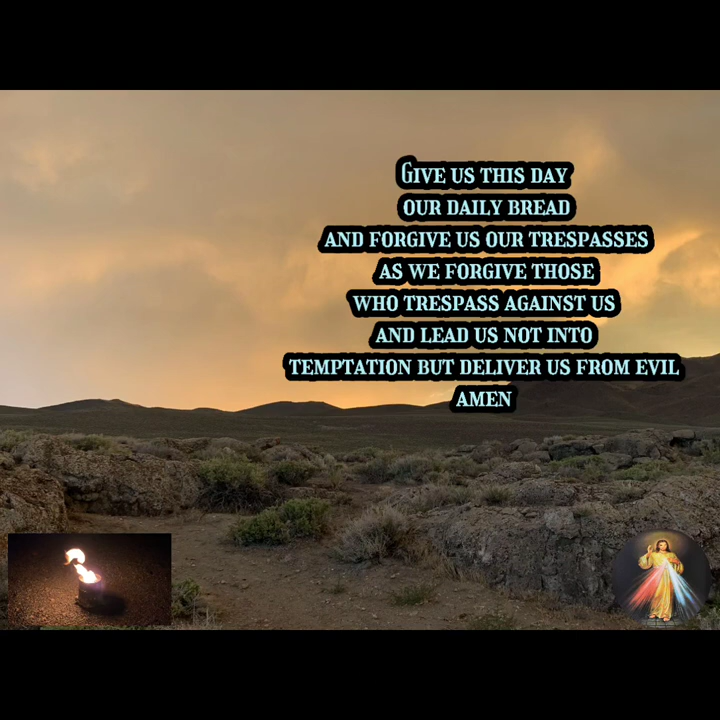 Give us this day
our daily bread
and forgive us our trespasses
as we forgive those
who trespass against us
and lead us not into
temptation but deliver us from evil
amen